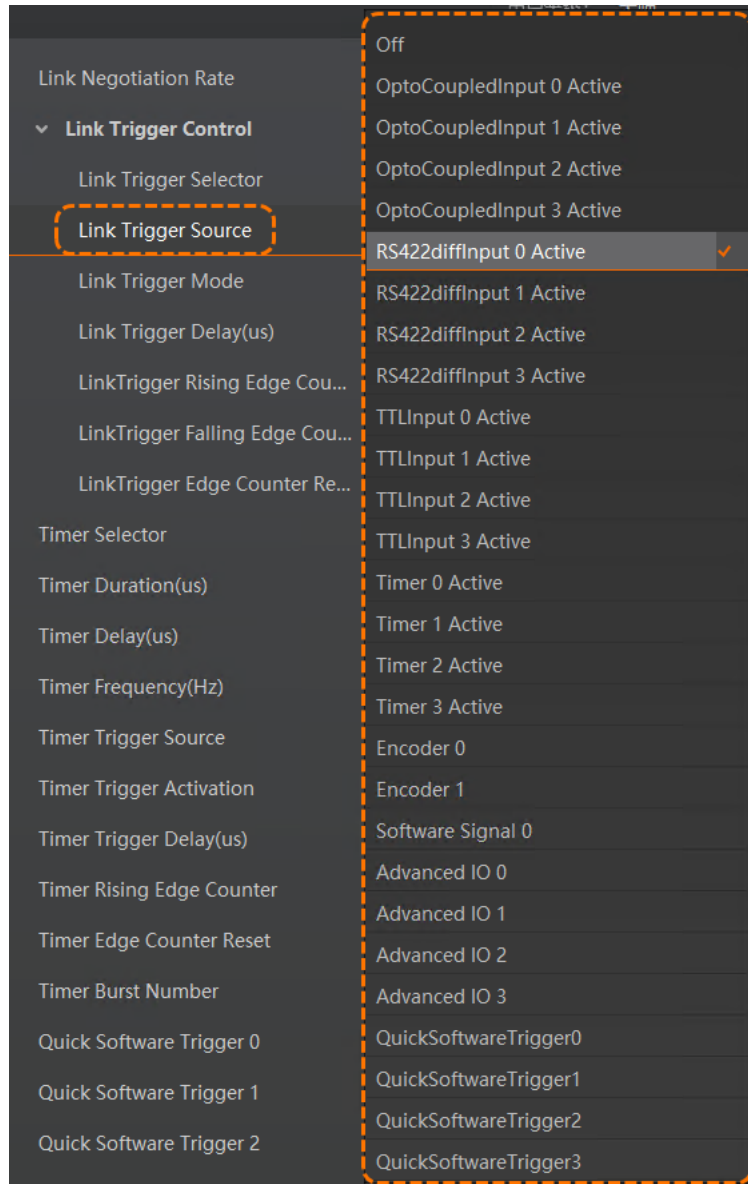 Link Negotiation Rate
Link Trigger Control
Link Trigger Selector
Link Trigger Source
Link Trigger Mode
Link Trigger Delay(us)
LinkTrigger Rising Edge Cou...
LinkTrigger Falling Edge Cou...
LinkTrigger Edge Counter Re...
Timer Selector
Timer Duration(us)
Timer Delay(us)
Timer Frequency(Hz)
Timer Trigger Source
Timer Trigger Activation
Timer Trigger Delay(us)
Timer Rising Edge Counter
Timer Edge Counter Reset
Timer Burst Number
Quick Software Trigger 0
Quick Software Trigger 1
Quick Software Trigger 2
Off
OptoCoupledInput 0 Active
OptoCoupledInput 1 Active
OptoCoupledInput 2 Active
OptoCoupledInput 3 Active
RS422diffInput 0 Active
RS422diffInput 1 Active
RS422diffInput 2 Active
RS422diffInput 3 Active
TTLInput 0 Active
TTLInput 1 Active
TTLInput 2 Active
TTLInput 3 Active
Timer 0 Active
Timer 1 Active
Timer 2 Active
Timer 3 Active
Encoder 0
Encoder 1
Software Signal 0
Advanced IO 0
Advanced IO 1
Advanced IO 2
Advanced IO 3
QuickSoftwareTrigger0
QuickSoftwareTrigger1
QuickSoftwareTrigger2
QuickSoftwareTrigger3